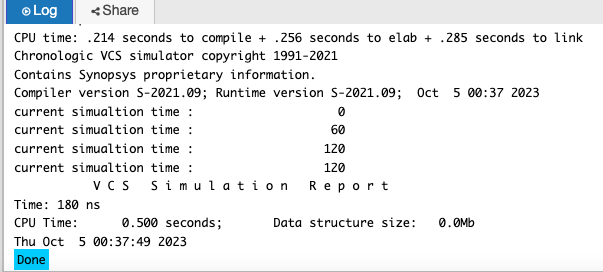 Log Share
CPU time: .214 seconds to compile + .256 seconds to elab + .285 seconds to link
Chronologic VCS simulator copyright 1991-2021
Contains Synopsys proprietary information.
Compiler version S-2021.09; Runtime version S-2021.09;  Oct  5 00:37 2023
current simualtion time :                    0
current simualtion time :                   60
current simualtion time :                  120
current simualtion time :                  120
           V C S   S i m u l a t i o n   R e p o r t
Time: 180 ns
CPU Time:      0.500 seconds;       Data structure size:   0.0Mb
Thu Oct  5 00:37:49 2023
Done